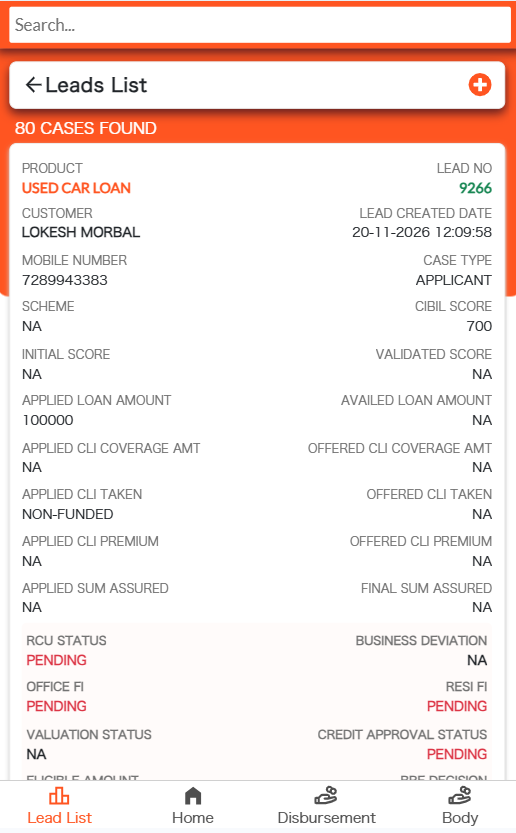 Search...
Leads List
80 CASES FOUND
PRODUCT LEAD NO
USED CAR LOAN 9266
CUSTOMER LEAD CREATED DATE
LOKESH MORBAL 20-11-2026 12:09:58
MOBILE NUMBER CASE TYPE
7289943383 APPLICANT
SCHEME CIBIL SCORE
NA 700
INITIAL SCORE VALIDATED SCORE
NA NA
APPLIED LOAN AMOUNT AVAILED LOAN AMOUNT
100000 NA
APPLIED CLI COVERAGE AMT OFFERED CLI COVERAGE AMT
NA NA
APPLIED CLI TAKEN OFFERED CLI TAKEN
NON-FUNDED NA
APPLIED CLI PREMIUM OFFERED CLI PREMIUM
NA NA
APPLIED SUM ASSURED FINAL SUM ASSURED
NA NA
RCU STATUS BUSINESS DEVIATION
PENDING NA
OFFICE FI RESI FI
PENDING PENDING
VALUATION STATUS CREDIT APPROVAL STATUS
NA PENDING
ELIGIBLE AMOUNT BRE DECISION
Lead List Home Disbursement Body